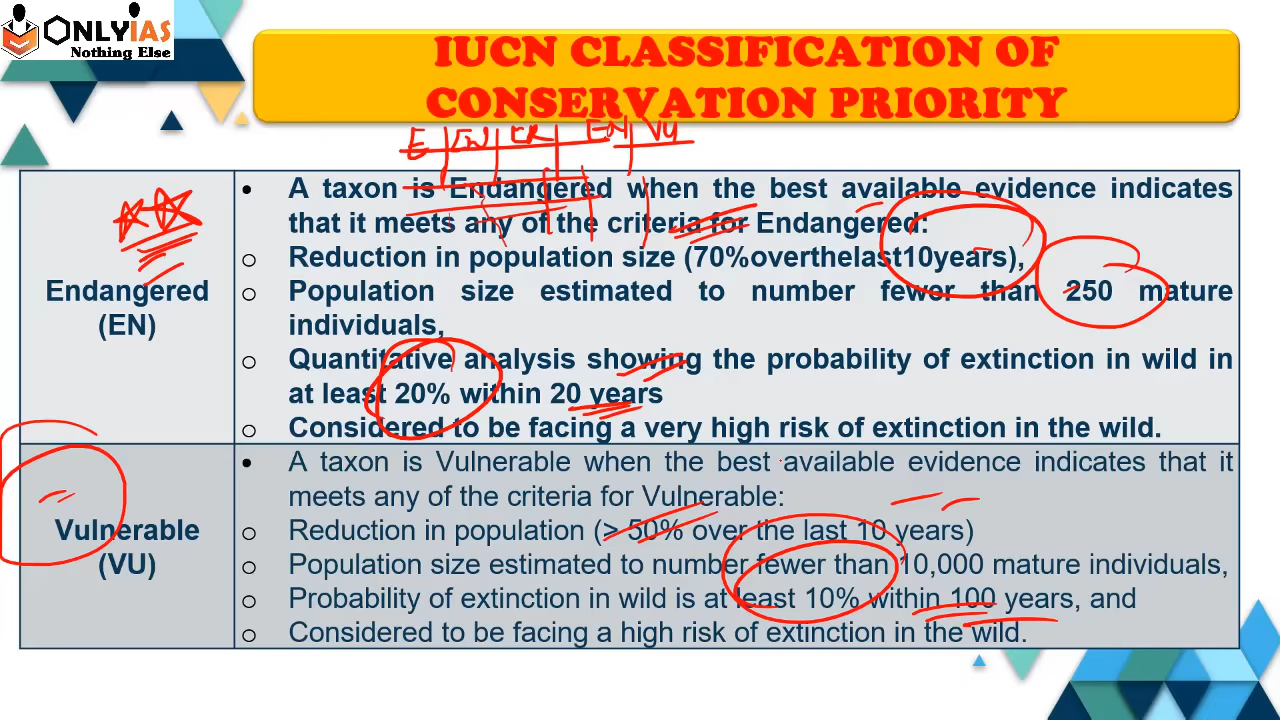 ONLYIAS
Nothing Else
IUCN CLASSIFICATION OF
CONSERVATION PRIORITY
E EW ER EN VU
Endangered
(EN)
• A taxon is Endangered when the best available evidence indicates
that it meets any of the criteria for Endangered:
o Reduction in population size (70%overthelast10years),
o Population size estimated to number fewer than 250 mature
individuals,
o Quantitative analysis showing the probability of extinction in wild in
at least 20% within 20 years
o Considered to be facing a very high risk of extinction in the wild.
Vulnerable
(VU)
• A taxon is Vulnerable when the best available evidence indicates that it
meets any of the criteria for Vulnerable:
o Reduction in population (> 50% over the last 10 years)
o Population size estimated to number fewer than 10,000 mature individuals,
o Probability of extinction in wild is at least 10% within 100 years, and
o Considered to be facing a high risk of extinction in the wild.